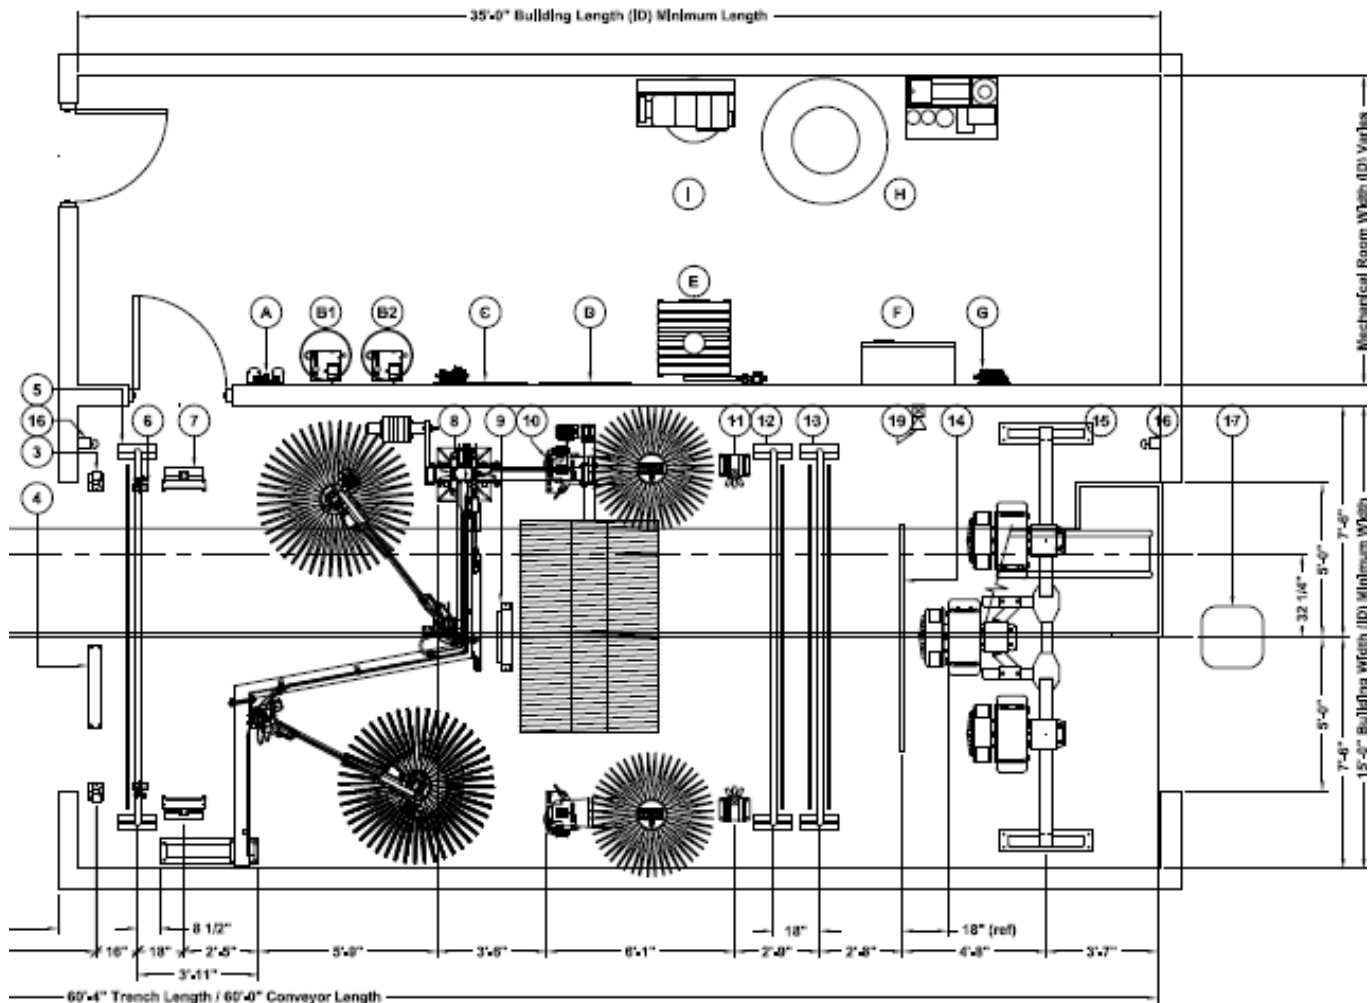 35'-0" Building Length (ID) Minimum Length
Mechanical Room Width (ID) Varies
I
H
E
A
B1
B2
C
D
F
G
5
16
6
7
8
9
10
11
12
13
19
14
15
16
17
3
4
7'-6"
5'-0"
32 1/4"
15'-0" Building Width (ID) Minimum Width
5'-0"
7'-6"
8 1/2"
18"
18" (ref)
16"
18"
2'-5"
5'-9"
3'-6"
6'-1"
2'-9"
2'-8"
4'-8"
3'-7"
3'-11"
60'-4" Trench Length / 60'-0" Conveyor Length